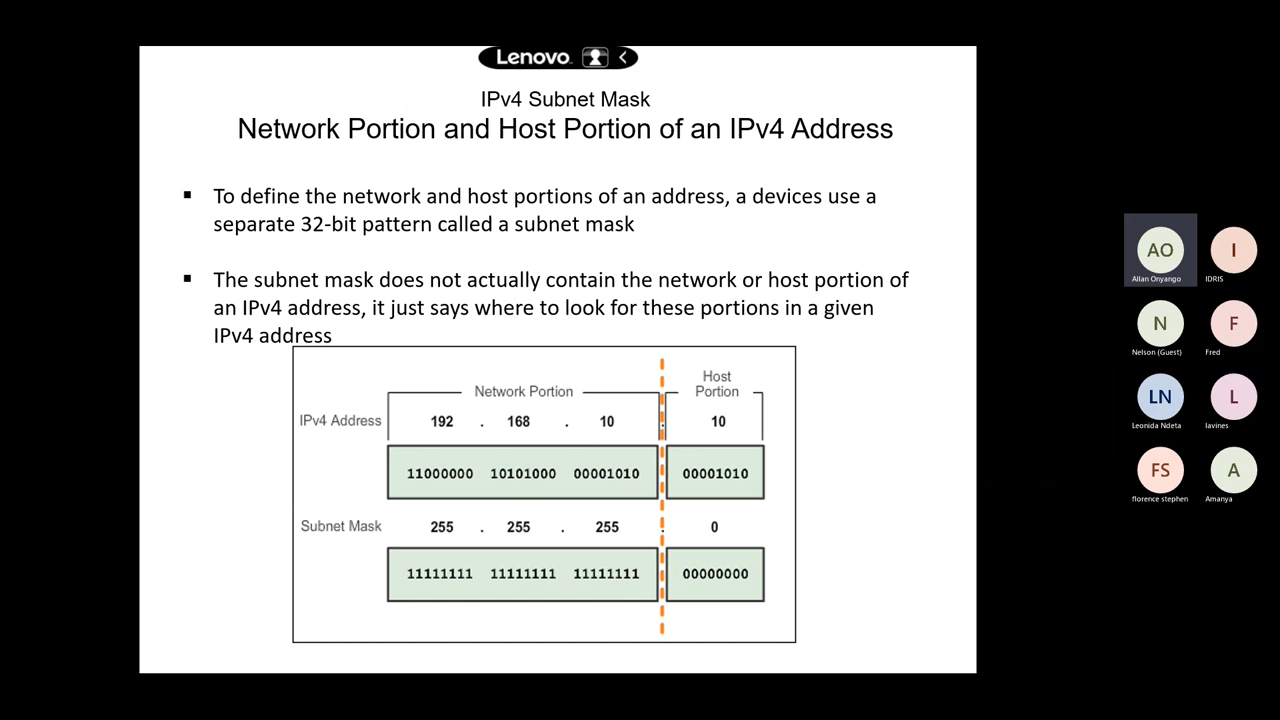 Lenovo
IPv4 Subnet Mask
Network Portion and Host Portion of an IPv4 Address
▪ To define the network and host portions of an address, a devices use a
separate 32-bit pattern called a subnet mask
▪ The subnet mask does not actually contain the network or host portion of
an IPv4 address, it just says where to look for these portions in a given
IPv4 address
Network Portion
Host
Portion
IPv4 Address 192 . 168 . 10 . 10
11000000 10101000 00001010 00001010
Subnet Mask 255 . 255 . 255 . 0
11111111 11111111 11111111 00000000
AO I
Allan Onyango IDRIS
N F
Nelson (Guest) Fred
LN L
Leonida Ndeta lavines
FS A
florence stephen Amanya